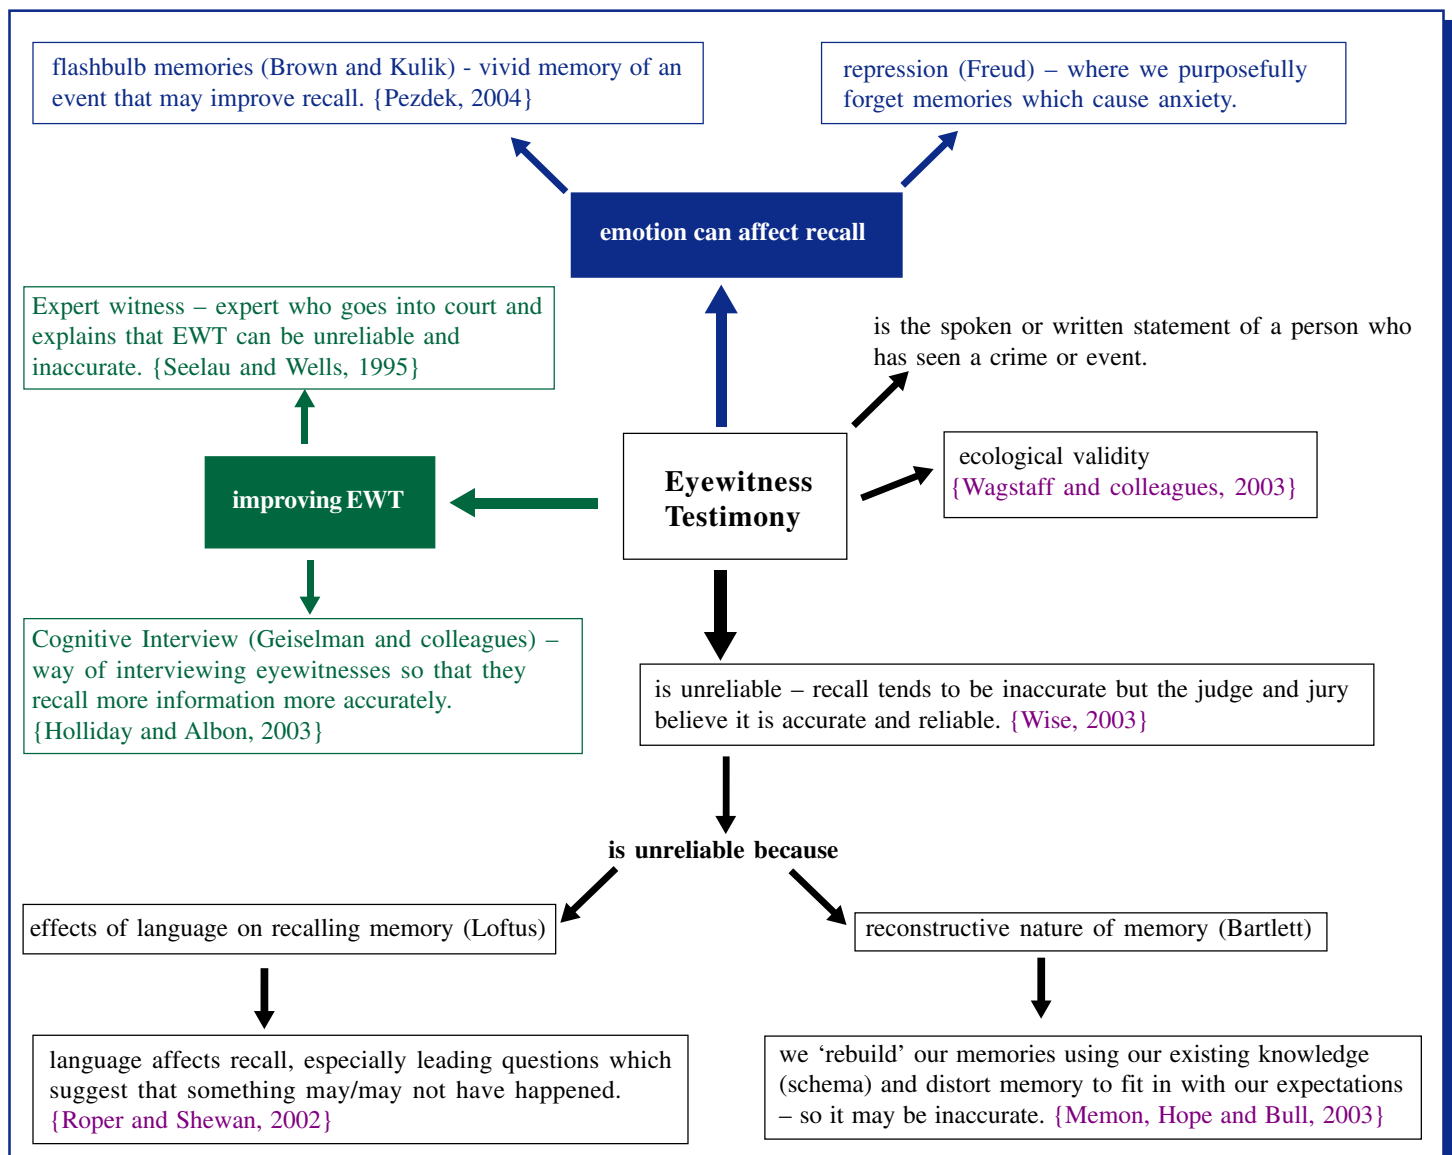 flashbulb memories (Brown and Kulik) - vivid memory of an
event that may improve recall. {Pezdek, 2004}
repression (Freud) – where we purposefully
forget memories which cause anxiety.
emotion can affect recall
Expert witness – expert who goes into court and
explains that EWT can be unreliable and
inaccurate. {Seelau and Wells, 1995}
is the spoken or written statement of a person who
has seen a crime or event.
improving EWT
Eyewitness
Testimony
ecological validity
{Wagstaff and colleagues, 2003}
Cognitive Interview (Geiselman and colleagues) –
way of interviewing eyewitnesses so that they
recall more information more accurately.
{Holliday and Albon, 2003}
is unreliable – recall tends to be inaccurate but the judge and jury
believe it is accurate and reliable. {Wise, 2003}
is unreliable because
effects of language on recalling memory (Loftus)
reconstructive nature of memory (Bartlett)
language affects recall, especially leading questions which
suggest that something may/may not have happened.
{Roper and Shewan, 2002}
we ‘rebuild’ our memories using our existing knowledge
(schema) and distort memory to fit in with our expectations
– so it may be inaccurate. {Memon, Hope and Bull, 2003}